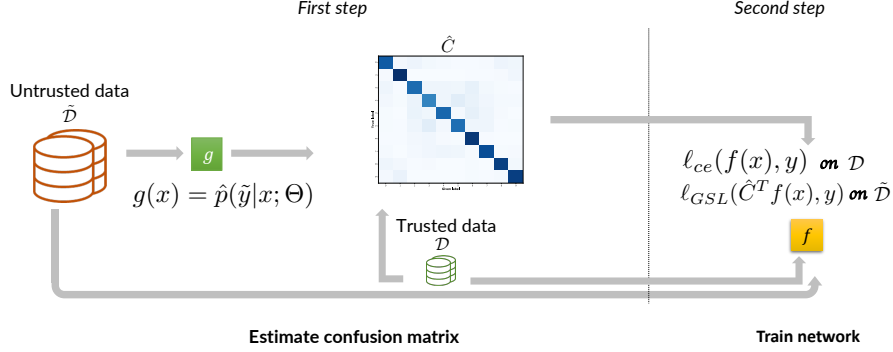 First step
Second step
Ĉ
Untrusted data
𝒟̃
g
g(x) = p̂(ỹ|x; Θ)
ℓ_ce(f(x), y) on 𝒟
ℓ_GSL(Ĉ^T f(x), y) on 𝒟̃
Trusted data
𝒟
f
Estimate confusion matrix
Train network